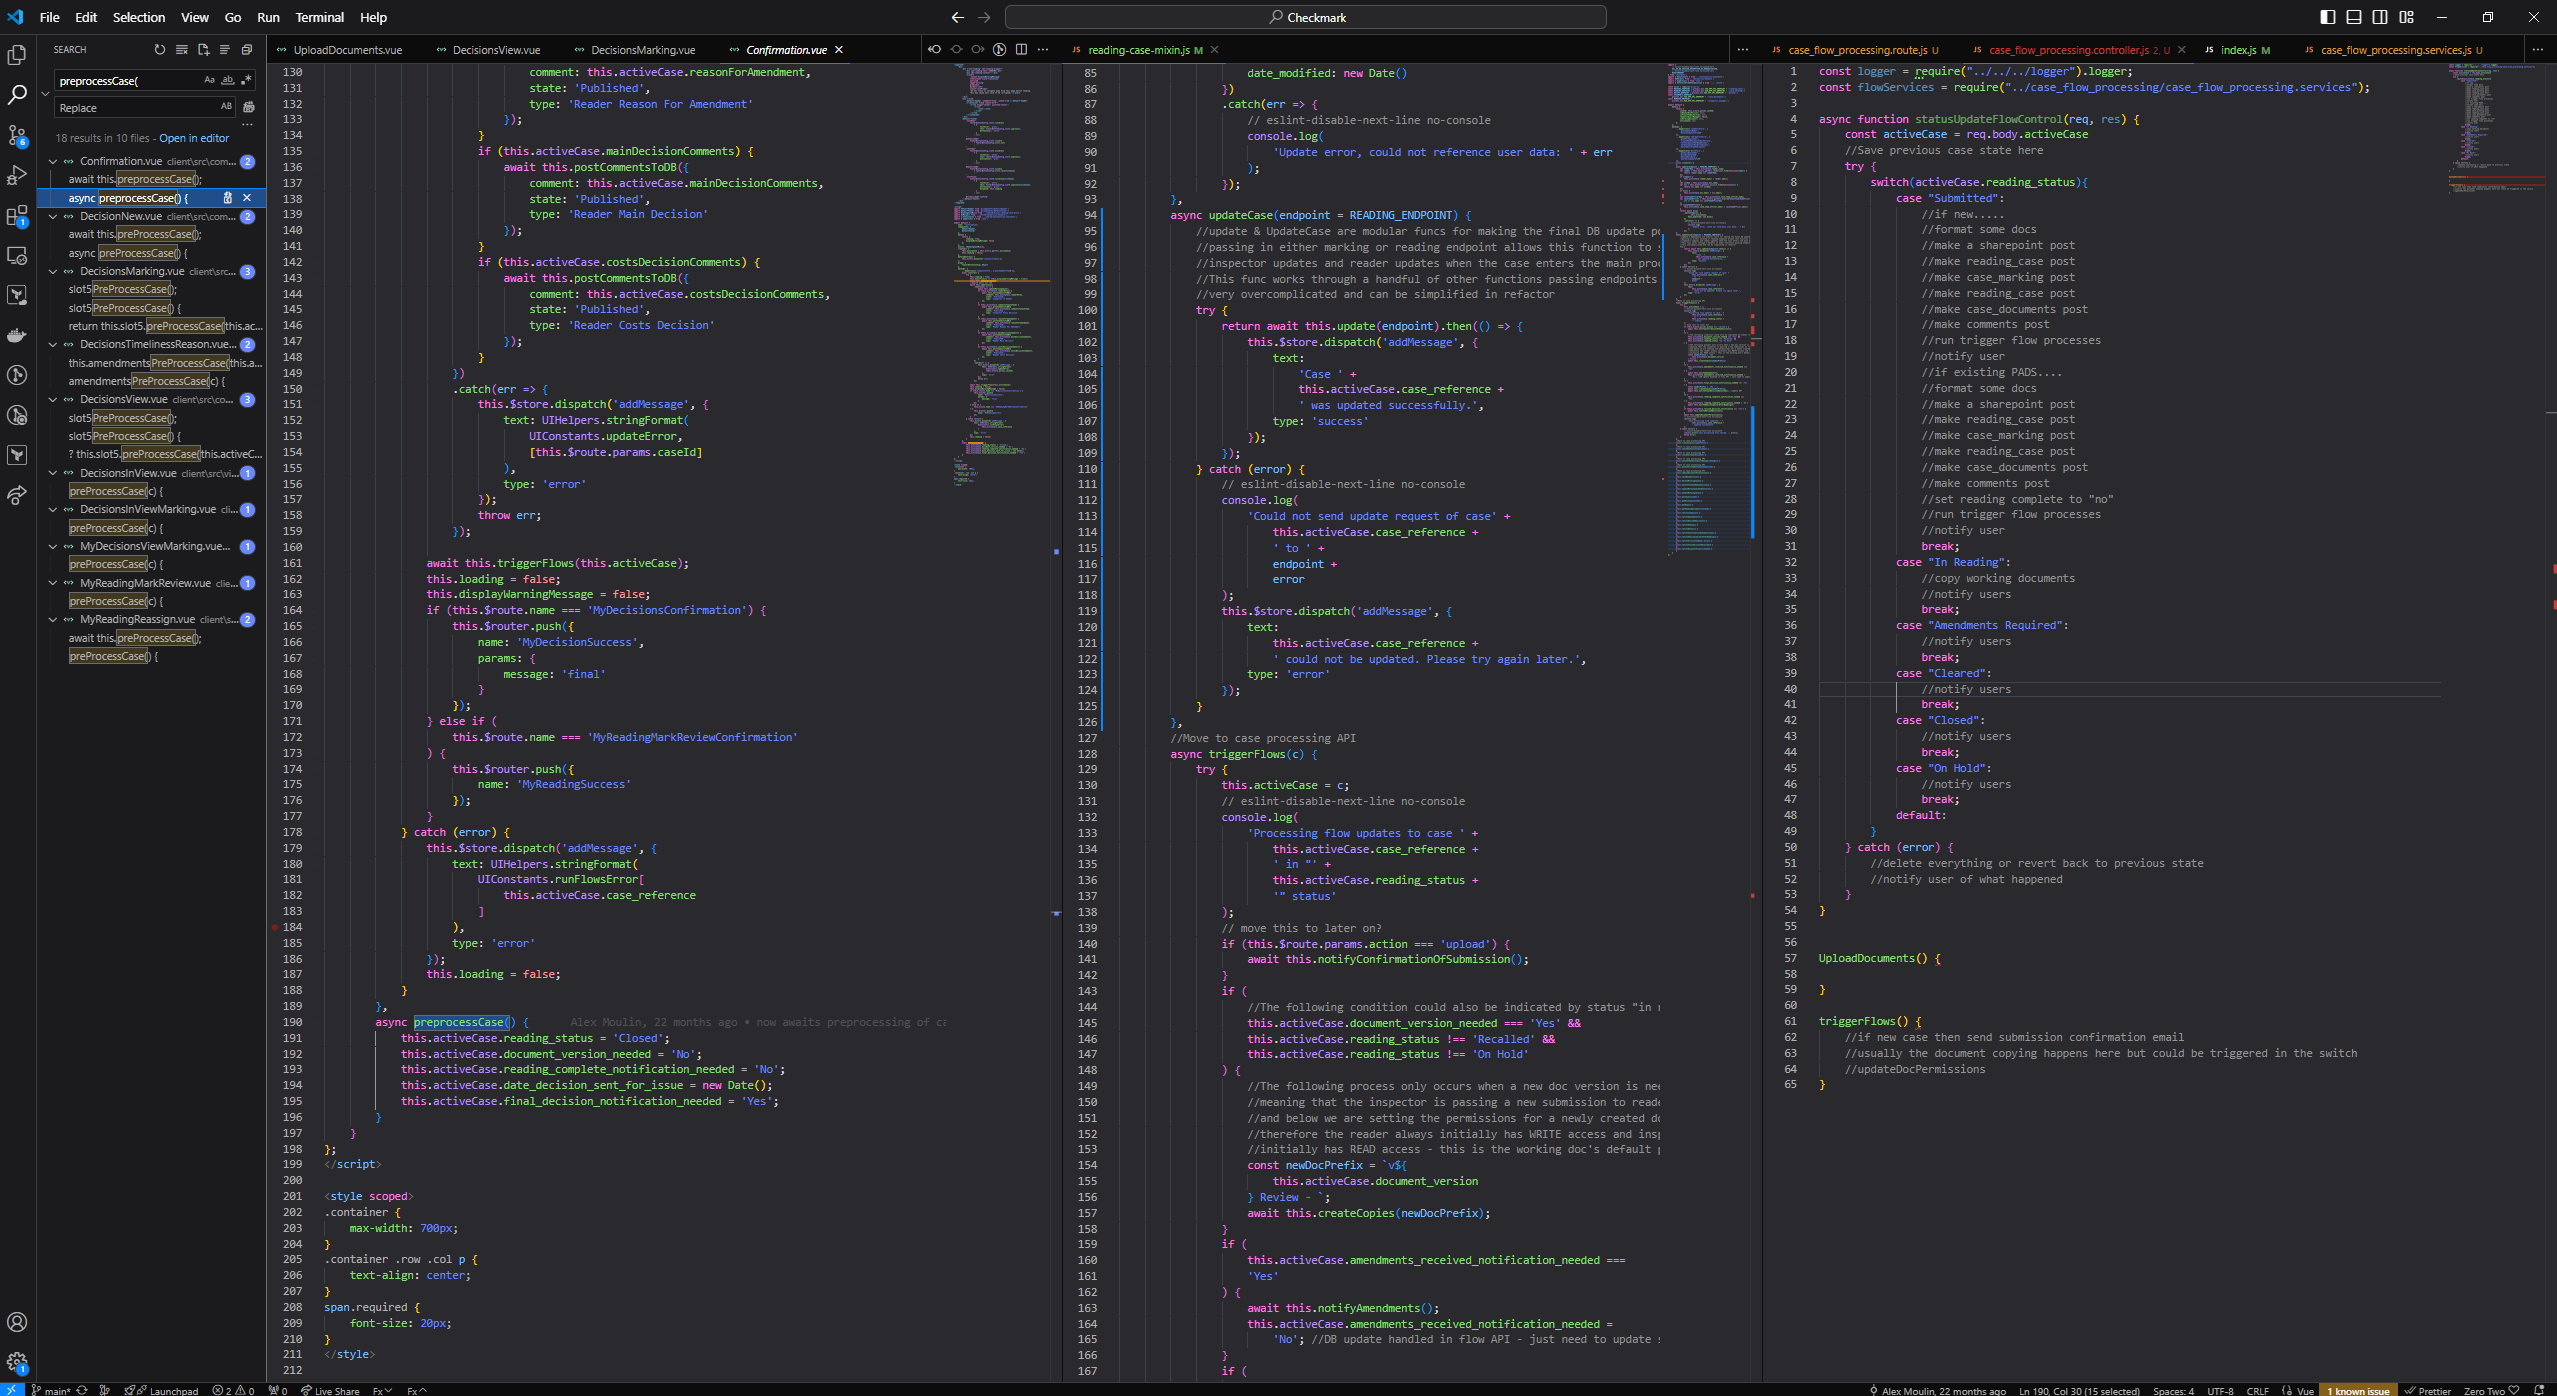 File Edit Selection View Go Run Terminal Help
Checkmark
SEARCH
preprocessCase(
Replace
18 results in 10 files - Open in editor
Confirmation.vue client\src\com... 2
await this.preprocessCase();
async preprocessCase() {
DecisionNew.vue client\src\com... 2
await this.preprocessCase();
async preprocessCase() {
DecisionsMarking.vue client\src... 3
slot5PreProcessCase();
slot5PreProcessCase() {
return this.slot5.preProcessCase(this.ac...
DecisionsTimelinessReason.vue... 2
this.amendmentsPreProcessCase(this.a...
amendmentsPreProcessCase(c) {
DecisionsView.vue client\src\co... 3
slot5PreProcessCase();
slot5PreProcessCase() {
? this.slot5.preProcessCase(this.activeC...
DecisionsInView.vue client\src\vi... 1
preProcessCase(c) {
DecisionsInViewMarking.vue cli... 1
preProcessCase(c) {
MyDecisionsViewMarking.vue... 1
preProcessCase(c) {
MyReadingMarkReview.vue clie... 1
preProcessCase(c) {
MyReadingReassign.vue client\s... 2
await this.preProcessCase();
preProcessCase() {
UploadDocuments.vue DecisionsView.vue DecisionsMarking.vue Confirmation.vue
130 comment: this.activeCase.reasonForAmendment,
131 state: 'Published',
132 type: 'Reader Reason For Amendment'
133 });
134 }
135 if (this.activeCase.mainDecisionComments) {
136 await this.postCommentsToDB({
137 comment: this.activeCase.mainDecisionComments,
138 state: 'Published',
139 type: 'Reader Main Decision'
140 });
141 }
142 if (this.activeCase.costsDecisionComments) {
143 await this.postCommentsToDB({
144 comment: this.activeCase.costsDecisionComments,
145 state: 'Published',
146 type: 'Reader Costs Decision'
147 });
148 }
149 })
150 .catch(err => {
151 this.$store.dispatch('addMessage', {
152 text: UIHelpers.stringFormat(
153 UIConstants.updateError,
154 [this.$route.params.caseId]
155 ),
156 type: 'error'
157 });
158 throw err;
159 });
160
161 await this.triggerFlows(this.activeCase);
162 this.loading = false;
163 this.displayWarningMessage = false;
164 if (this.$route.name === 'MyDecisionsConfirmation') {
165 this.$router.push({
166 name: 'MyDecisionSuccess',
167 params: {
168 message: 'final'
169 }
170 });
171 } else if (
172 this.$route.name === 'MyReadingMarkReviewConfirmation'
173 ) {
174 this.$router.push({
175 name: 'MyReadingSuccess'
176 });
177 }
178 } catch (error) {
179 this.$store.dispatch('addMessage', {
180 text: UIHelpers.stringFormat(
181 UIConstants.runFlowsError[
182 this.activeCase.case_reference
183 ]
184 ),
185 type: 'error'
186 });
187 this.loading = false;
188 }
189 },
190 async preprocessCase() { Alex Moulin, 22 months ago • now awaits preprocessing of ca
191 this.activeCase.reading_status = 'Closed';
192 this.activeCase.document_version_needed = 'No';
193 this.activeCase.reading_complete_notification_needed = 'No';
194 this.activeCase.date_decision_sent_for_issue = new Date();
195 this.activeCase.final_decision_notification_needed = 'Yes';
196 }
197 }
198 };
199 </script>
200
201 <style scoped>
202 .container {
203 max-width: 700px;
204 }
205 .container .row .col p {
206 text-align: center;
207 }
208 span.required {
209 font-size: 20px;
210 }
211 </style>
212
reading-case-mixin.js M
85 date_modified: new Date()
86 })
87 .catch(err => {
88 // eslint-disable-next-line no-console
89 console.log(
90 'Update error, could not reference user data: ' + err
91 );
92 });
93 },
94 async updateCase(endpoint = READING_ENDPOINT) {
95 //update & UpdateCase are modular funcs for making the final DB update po
96 //passing in either marking or reading endpoint allows this function to s
97 //inspector updates and reader updates when the case enters the main proc
98 //This func works through a handful of other functions passing endpoints
99 //very overcomplicated and can be simplified in refactor
100 try {
101 return await this.update(endpoint).then(() => {
102 this.$store.dispatch('addMessage', {
103 text:
104 'Case ' +
105 this.activeCase.case_reference +
106 ' was updated successfully.',
107 type: 'success'
108 });
109 });
110 } catch (error) {
111 // eslint-disable-next-line no-console
112 console.log(
113 'Could not send update request of case' +
114 this.activeCase.case_reference +
115 ' to ' +
116 endpoint +
117 error
118 );
119 this.$store.dispatch('addMessage', {
120 text:
121 this.activeCase.case_reference +
122 ' could not be updated. Please try again later.',
123 type: 'error'
124 });
125 }
126 },
127 //Move to case processing API
128 async triggerFlows(c) {
129 try {
130 this.activeCase = c;
131 // eslint-disable-next-line no-console
132 console.log(
133 'Processing flow updates to case ' +
134 this.activeCase.case_reference +
135 ' in "' +
136 this.activeCase.reading_status +
137 '" status'
138 );
139 // move this to later on?
140 if (this.$route.params.action === 'upload') {
141 await this.notifyConfirmationOfSubmission();
142 }
143 if (
144 //The following condition could also be indicated by status "in r
145 this.activeCase.document_version_needed === 'Yes' &&
146 this.activeCase.reading_status !== 'Recalled' &&
147 this.activeCase.reading_status !== 'On Hold'
148 ) {
149 //The following process only occurs when a new doc version is nee
150 //meaning that the inspector is passing a new submission to reade
151 //and below we are setting the permissions for a newly created do
152 //therefore the reader always initially has WRITE access and insp
153 //initially has READ access - this is the working doc's default p
154 const newDocPrefix = `v${
155 this.activeCase.document_version
156 } Review - `;
157 await this.createCopies(newDocPrefix);
158 }
159 if (
160 this.activeCase.amendments_received_notification_needed ===
161 'Yes'
162 ) {
163 await this.notifyAmendments();
164 this.activeCase.amendments_received_notification_needed =
165 'No'; //DB update handled in flow API - just need to update s
166 }
167 if (
case_flow_processing.route.js U case_flow_processing.controller.js 2, U index.js M case_flow_processing.services.js U
1 const logger = require("../../../logger").logger;
2 const flowServices = require("../case_flow_processing/case_flow_processing.services");
3
4 async function statusUpdateFlowControl(req, res) {
5 const activeCase = req.body.activeCase
6 //Save previous case state here
7 try {
8 switch(activeCase.reading_status){
9 case "Submitted":
10 //if new.....
11 //format some docs
12 //make a sharepoint post
13 //make reading_case post
14 //make case_marking post
15 //make reading_case post
16 //make case_documents post
17 //make comments post
18 //run trigger flow processes
19 //notify user
20 //if existing PADS....
21 //format some docs
22 //make a sharepoint post
23 //make reading_case post
24 //make case_marking post
25 //make reading_case post
26 //make case_documents post
27 //make comments post
28 //set reading complete to "no"
29 //run trigger flow processes
30 //notify user
31 break;
32 case "In Reading":
33 //copy working documents
34 //notify users
35 break;
36 case "Amendments Required":
37 //notify users
38 break;
39 case "Cleared":
40 //notify users
41 break;
42 case "Closed":
43 //notify users
44 break;
45 case "On Hold":
46 //notify users
47 break;
48 default:
49 }
50 } catch (error) {
51 //delete everything or revert back to previous state
52 //notify user of what happened
53 }
54 }
55
56
57 UploadDocuments() {
58
59 }
60
61 triggerFlows() {
62 //if new case then send submission confirmation email
63 //usually the document copying happens here but could be triggered in the switch
64 //updateDocPermissions
65 }
main* Launchpad 2 0 0 Live Share Fx Fx Alex Moulin, 22 months ago Ln 190, Col 30 (15 selected) Spaces: 4 UTF-8 CRLF Vue 1 known issue Prettier Zero Two